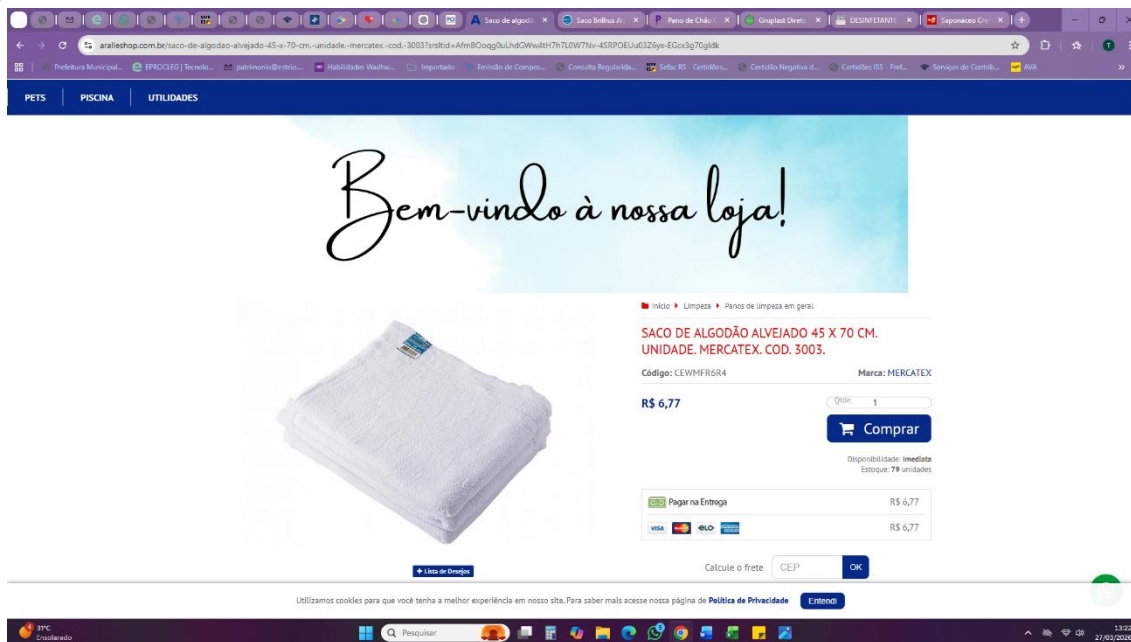 Saco de algodã
Saco Brilhus Al
Pano de Chão
Gruplast Direto
DESINFETANTE
Saponáceo Cre
aralleshop.com.br/saco-de-algodao-alvejado-45-x-70-cm.-unidade.-mercatex.-cod.-3003?srsltid=AfmBOoqg0uLhdGWw4tH7h7L0W7Nv-4SRPOEUu03Z6yx-EGcx3g70gldk
Prefeitura Municipal... EPROCLEG | Tecnolo... patrimonio@estrio... Habilidades Wadhw... Importado Emissão de Compro... Consulta Regularida... Sefaz RS - Certidões... Certidão Negativa d... Certidões ISS - Pref... Serviços do Contrib... AVA
PETS PISCINA UTILIDADES
Bem-vindo à nossa loja!
Início Limpeza Panos de limpeza em geral
SACO DE ALGODÃO ALVEJADO 45 X 70 CM.
UNIDADE. MERCATEX. COD. 3003.
Código: CEWMFR6R4 Marca: MERCATEX
R$ 6,77
Qtde: 1
Comprar
Disponibilidade: Imediata
Estoque: 79 unidades
Pagar na Entrega R$ 6,77
VISA elo R$ 6,77
Calcule o frete CEP OK
+ Lista de Desejos
Utilizamos cookies para que você tenha a melhor experiência em nosso site. Para saber mais acesse nossa página de Política de Privacidade Entendi
31°C
Ensolarado
Pesquisar
13:22
27/03/2026